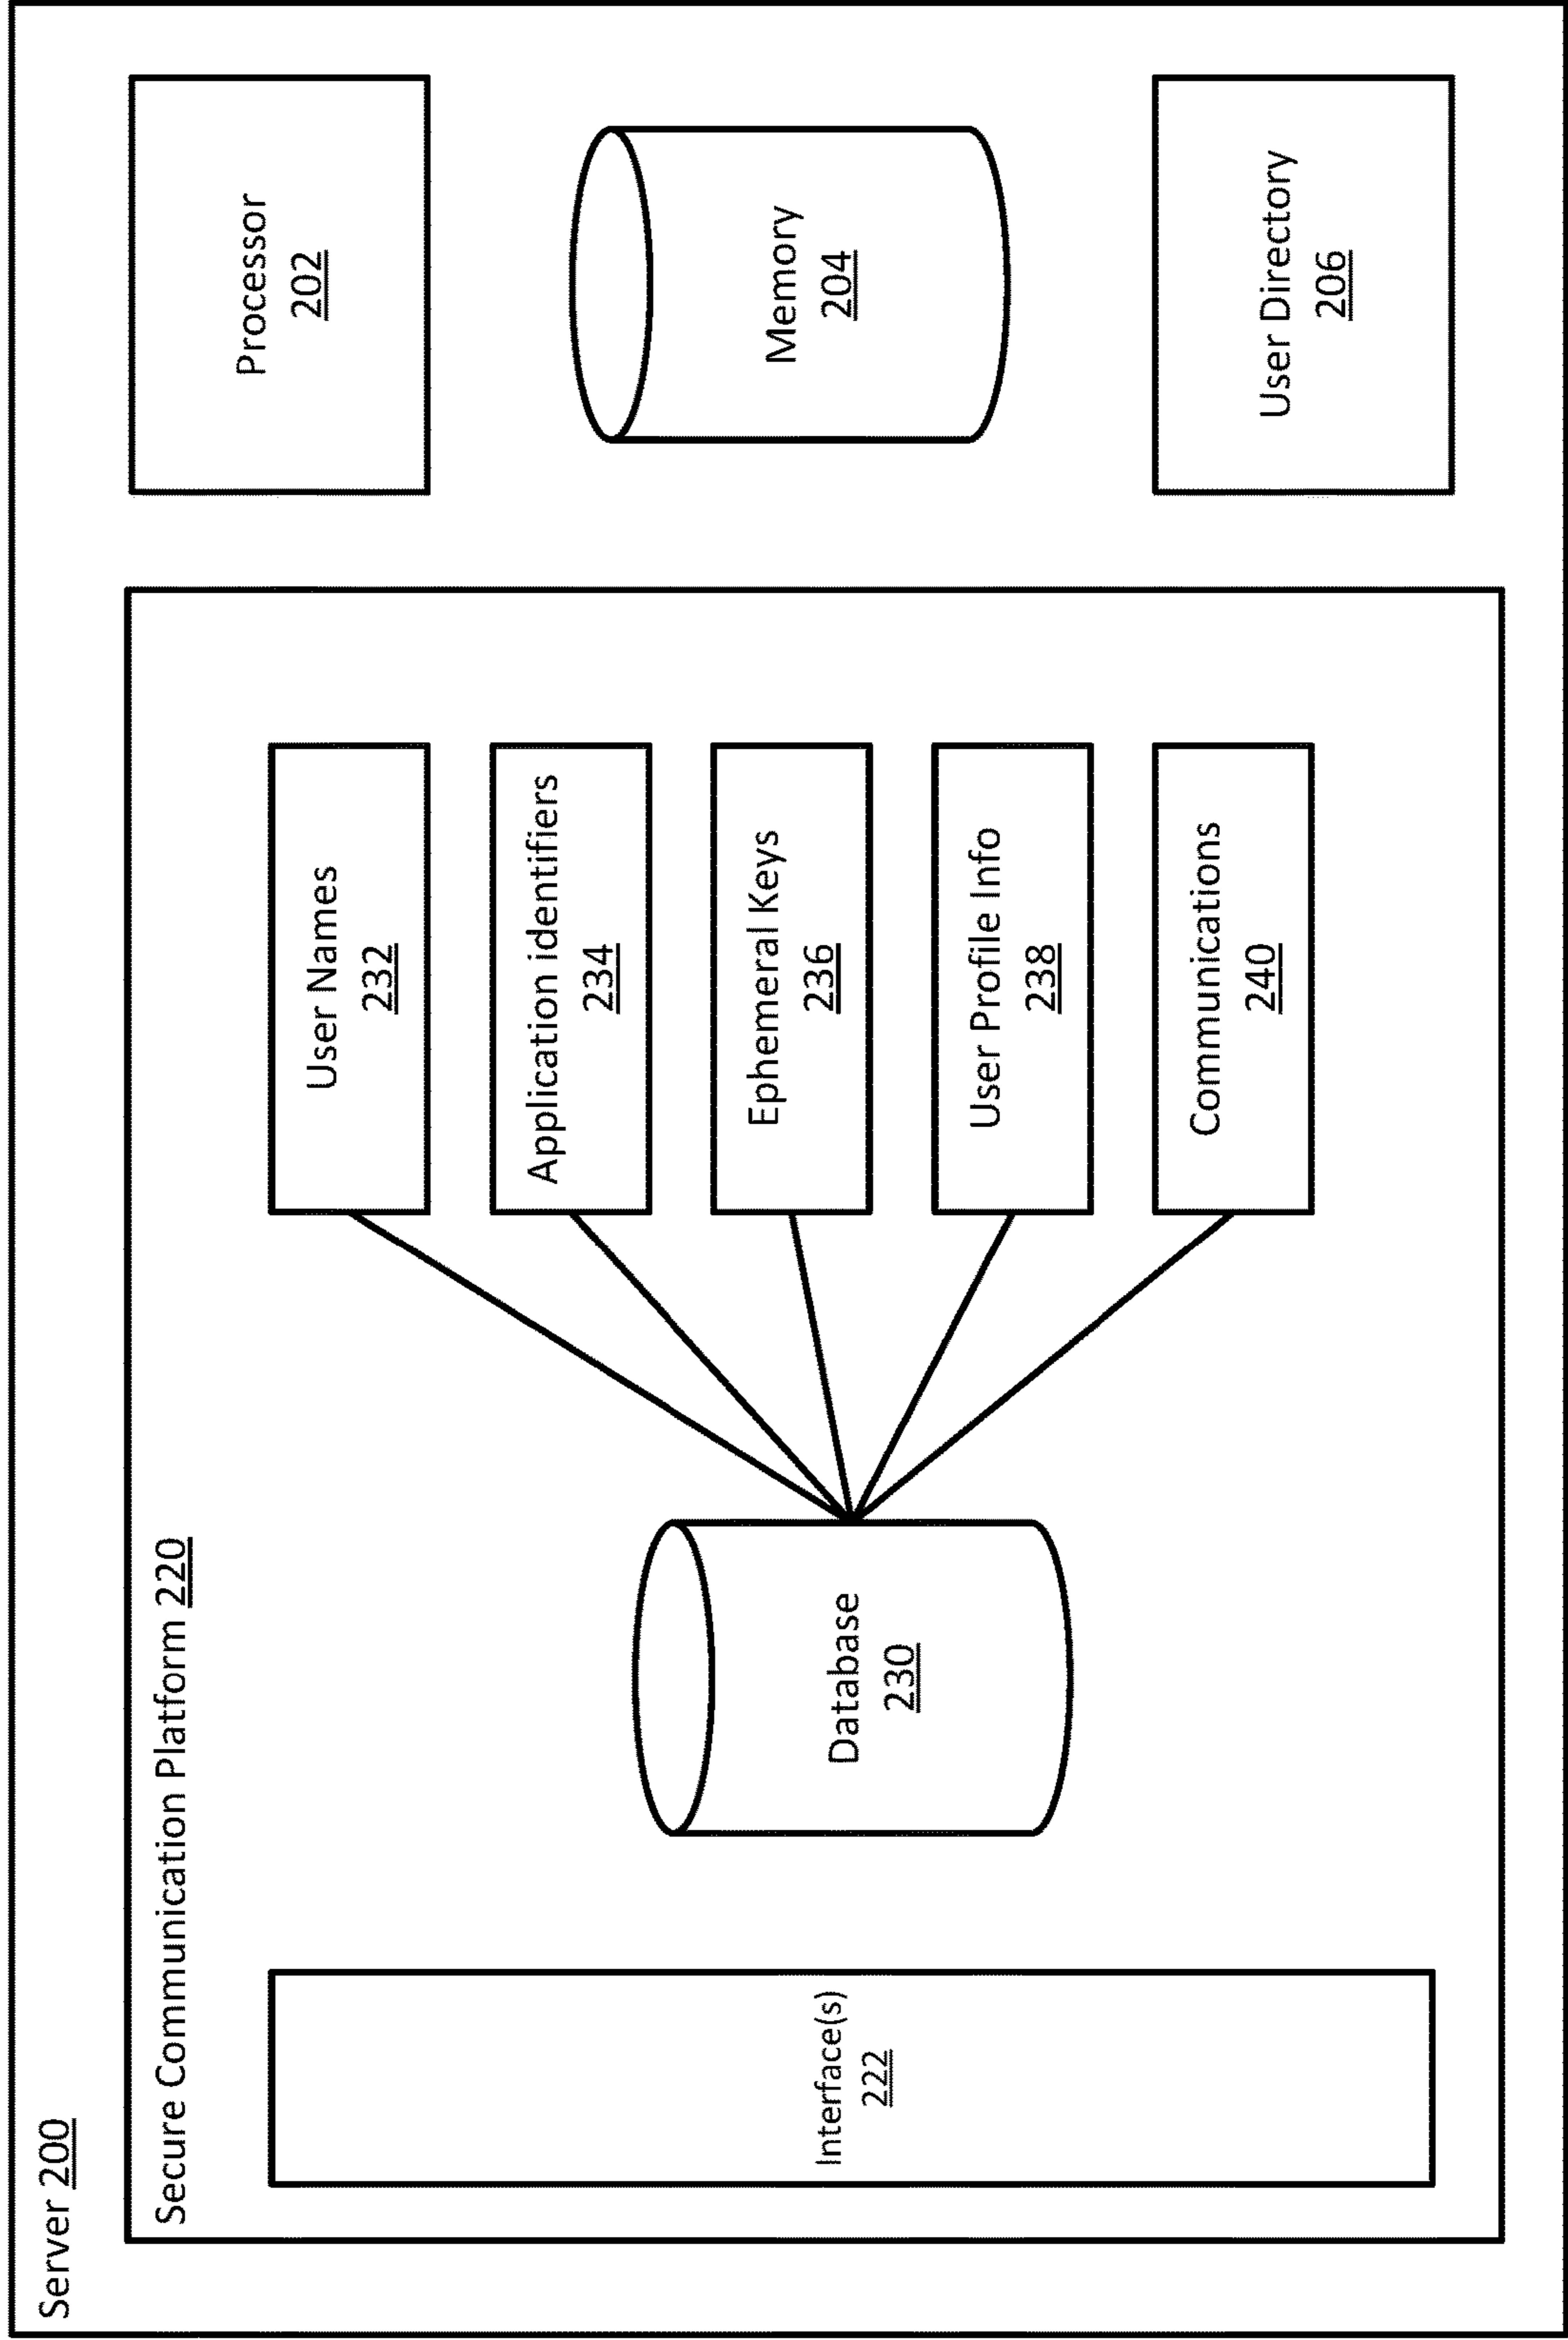 Server 200
Secure Communication Platform 220
Interface(s)
222
Database
230
User Names
232
Application identifiers
234
Ephemeral Keys
236
User Profile Info
238
Communications
240
Processor
202
Memory
204
User Directory
206